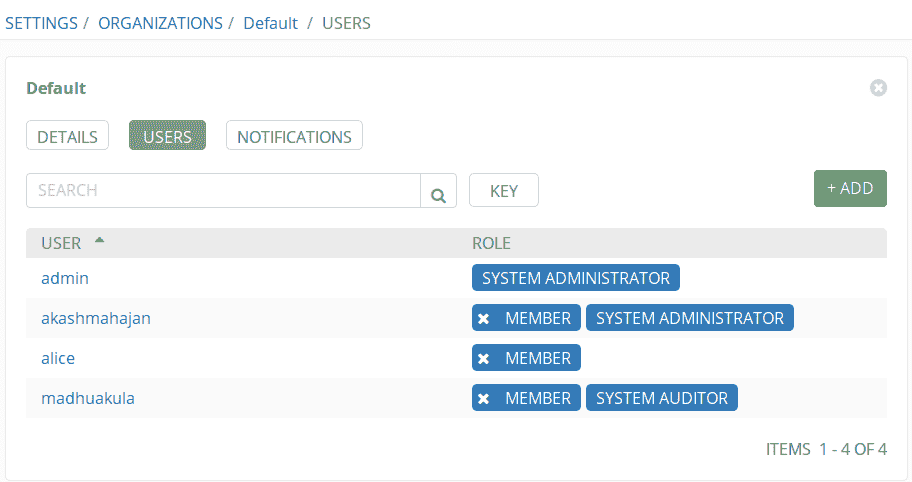 SETTINGS / ORGANIZATIONS / Default / USERS
Default
DETAILS USERS NOTIFICATIONS
SEARCH KEY + ADD
USER ROLE
admin SYSTEM ADMINISTRATOR
akashmahajan MEMBER SYSTEM ADMINISTRATOR
alice MEMBER
madhuakula MEMBER SYSTEM AUDITOR
ITEMS 1 - 4 OF 4